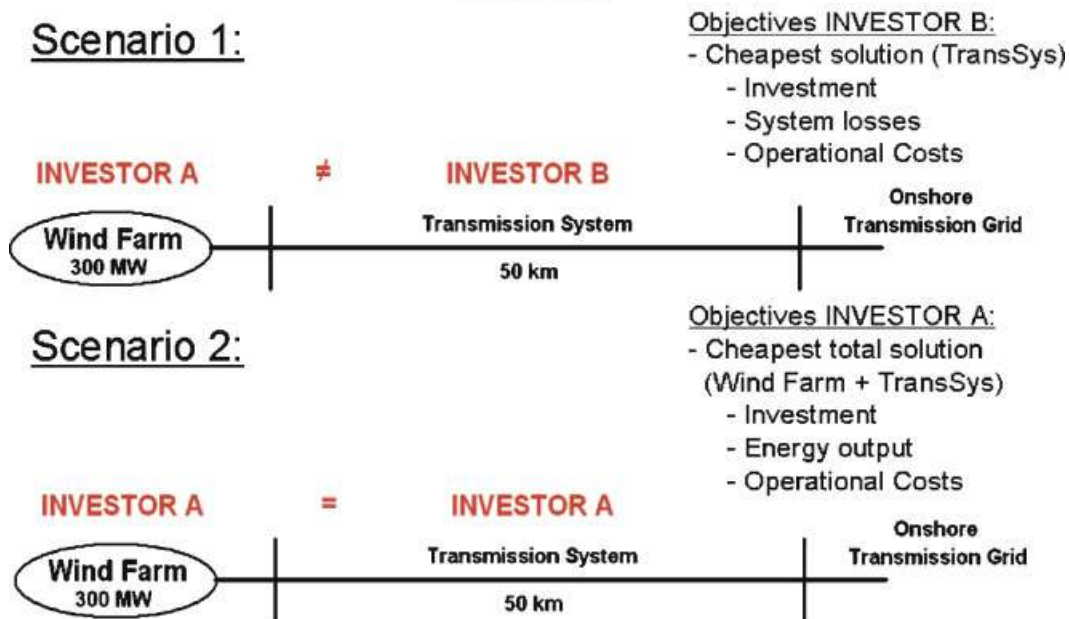 Scenario 1:
Objectives INVESTOR B:
- Cheapest solution (TransSys)
- Investment
- System losses
- Operational Costs
INVESTOR A ≠ INVESTOR B
Wind Farm
300 MW
Transmission System
50 km
Onshore
Transmission Grid
Scenario 2:
Objectives INVESTOR A:
- Cheapest total solution
(Wind Farm + TransSys)
- Investment
- Energy output
- Operational Costs
INVESTOR A = INVESTOR A
Wind Farm
300 MW
Transmission System
50 km
Onshore
Transmission Grid